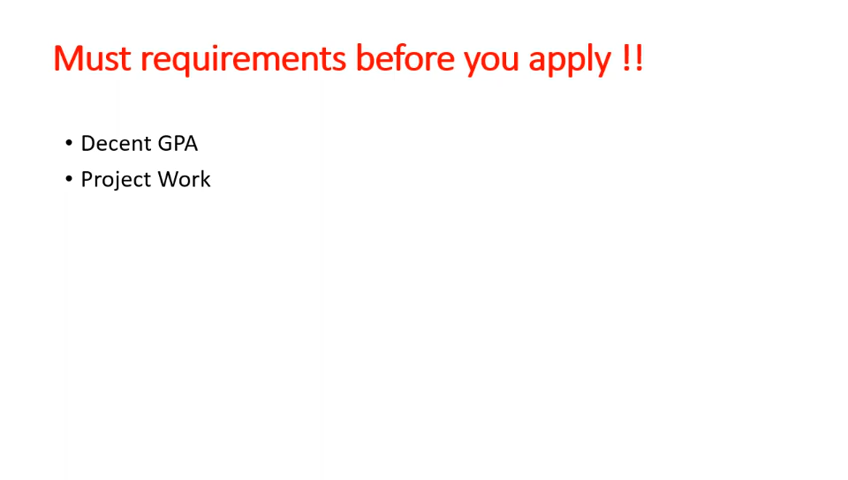 Must requirements before you apply !!
• Decent GPA
• Project Work